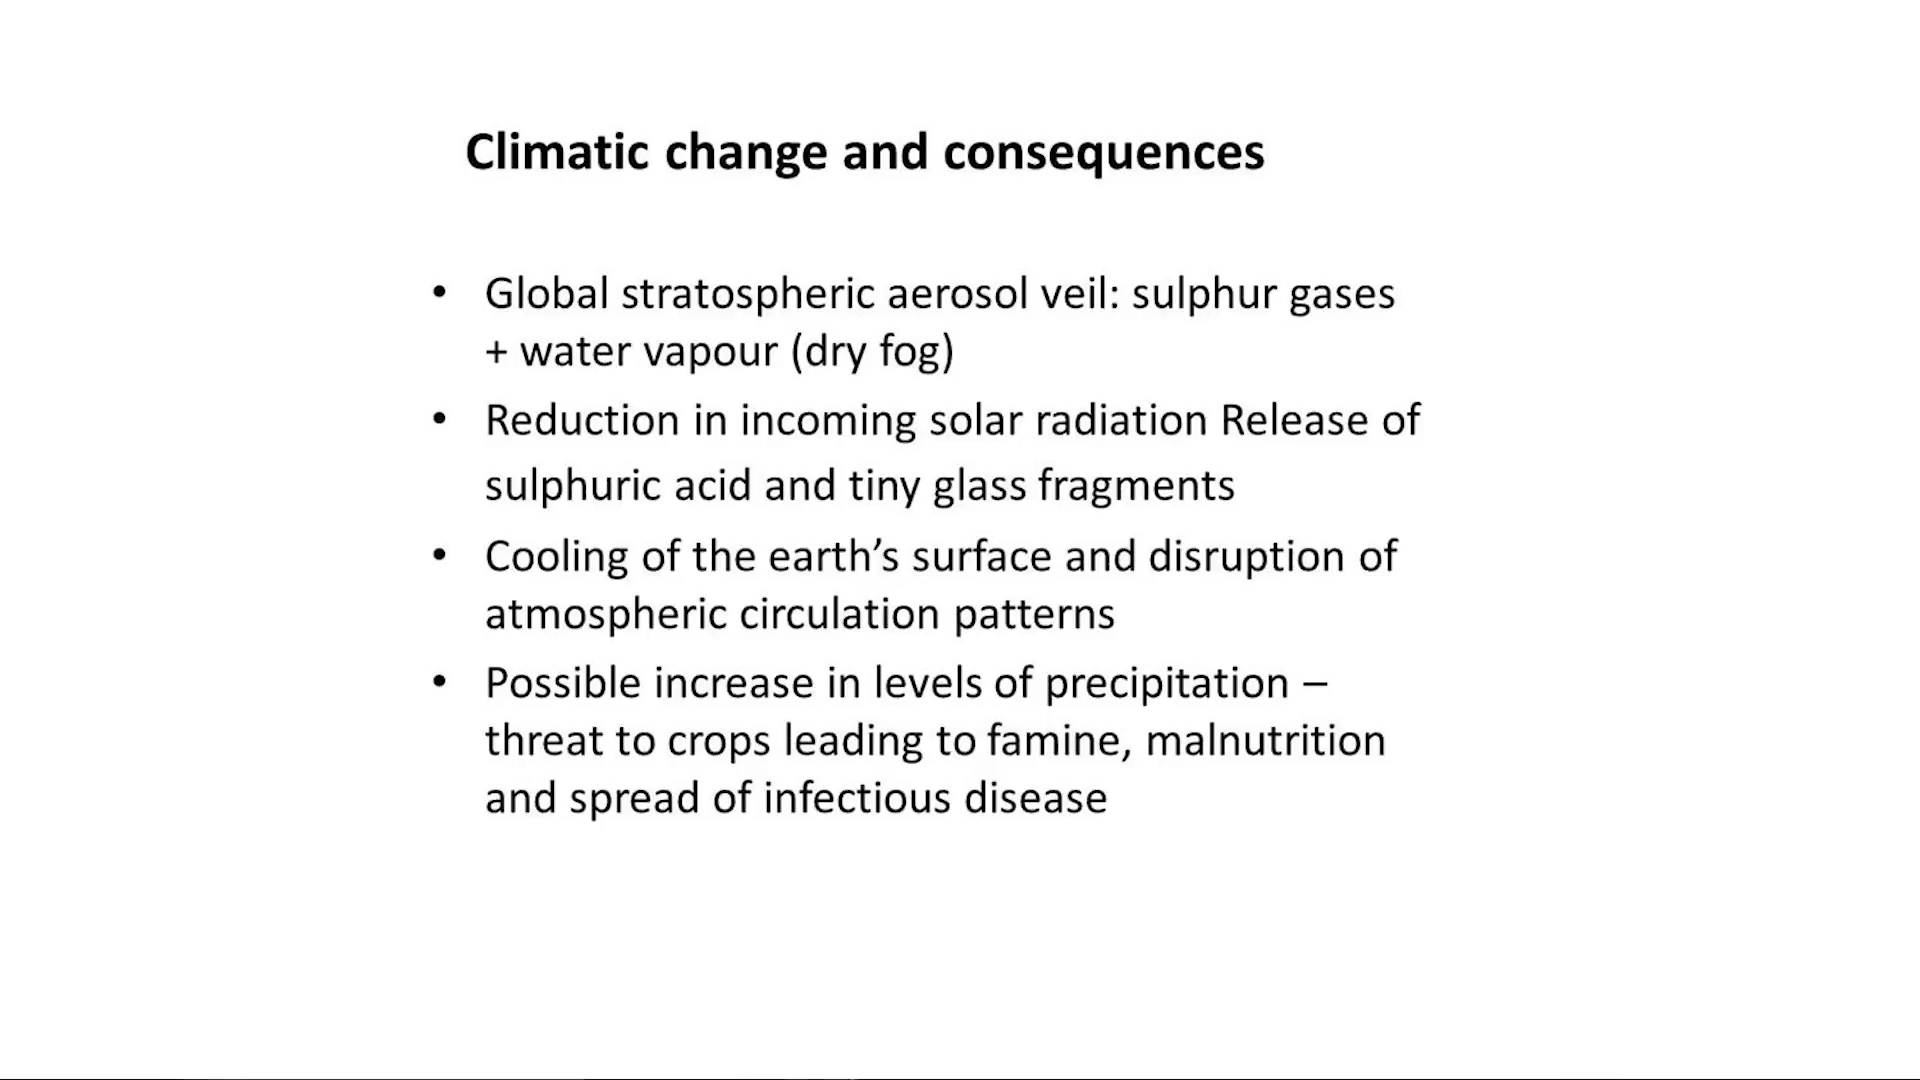 Climatic change and consequences
• Global stratospheric aerosol veil: sulphur gases
+ water vapour (dry fog)
• Reduction in incoming solar radiation Release of
sulphuric acid and tiny glass fragments
• Cooling of the earth’s surface and disruption of
atmospheric circulation patterns
• Possible increase in levels of precipitation –
threat to crops leading to famine, malnutrition
and spread of infectious disease